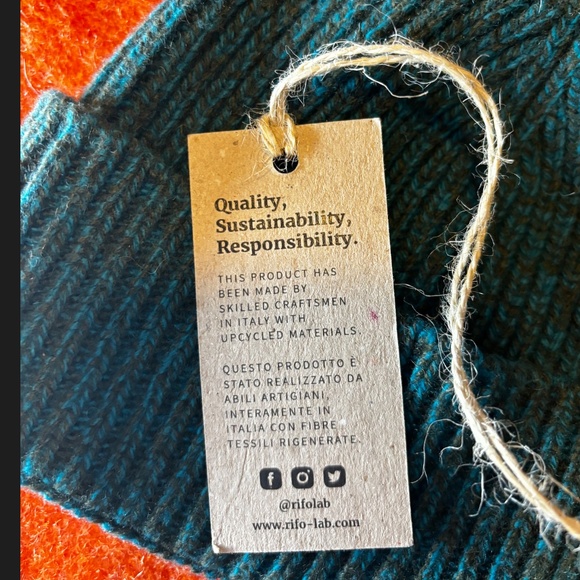 Quality,
Sustainability,
Responsibility.
THIS PRODUCT HAS
BEEN MADE BY
SKILLED CRAFTSMEN
IN ITALY WITH
UPCYCLED MATERIALS.
QUESTO PRODOTTO È
STATO REALIZZATO DA
ABILI ARTIGIANI,
INTERAMENTE IN
ITALIA CON FIBRE
TESSILI RIGENERATE.
@rifolab
www.rifo-lab.com